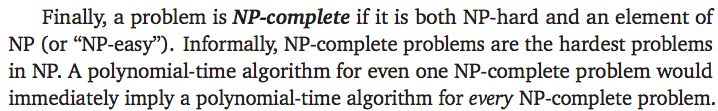 Finally, a problem is NP-complete if it is both NP-hard and an element of
NP (or “NP-easy”). Informally, NP-complete problems are the hardest problems
in NP. A polynomial-time algorithm for even one NP-complete problem would
immediately imply a polynomial-time algorithm for every NP-complete problem.